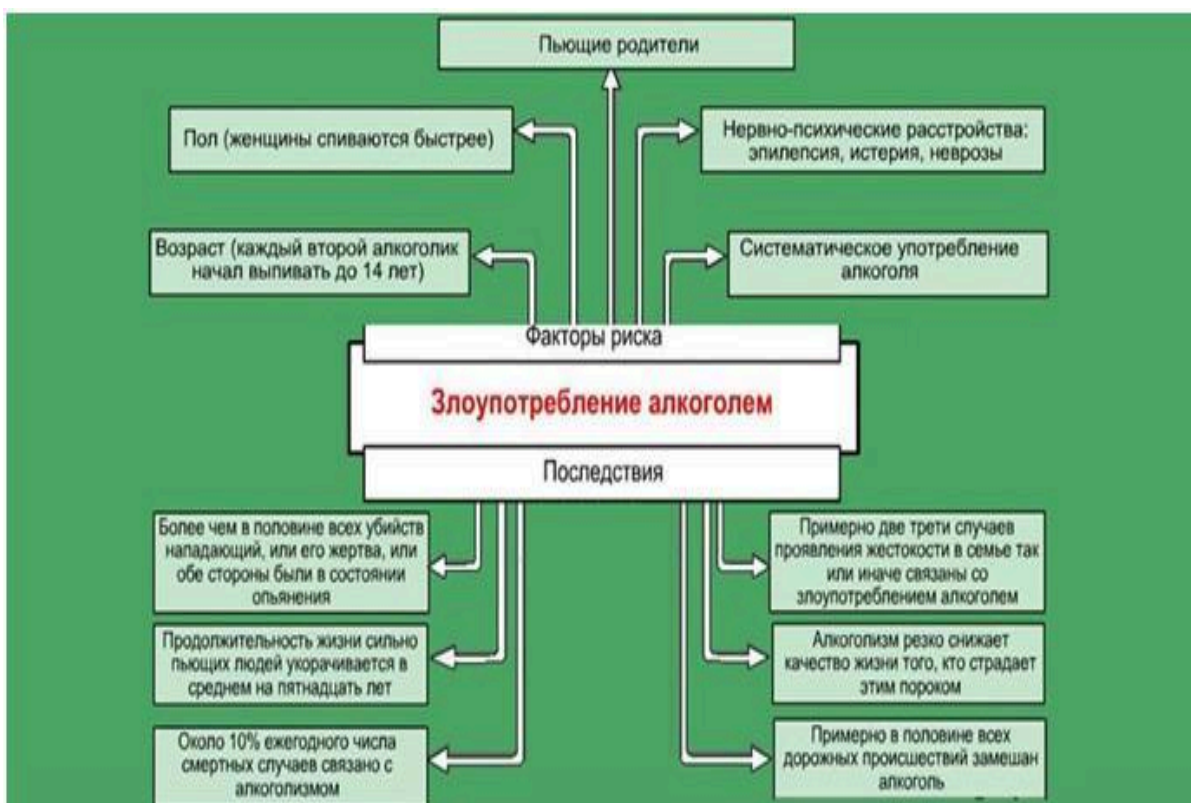 Пьющие родители
Пол (женщины спиваются быстрее)
Нервно-психические расстройства:
эпилепсия, истерия, неврозы
Возраст (каждый второй алкоголик
начал выпивать до 14 лет)
Систематическое употребление
алкоголя
Факторы риска
Злоупотребление алкоголем
Последствия
Более чем в половине всех убийств
нападающий, или его жертва, или
обе стороны были в состоянии
опьянения
Примерно две трети случаев
проявления жестокости в семье так
или иначе связаны со
злоупотреблением алкоголем
Продолжительность жизни сильно
пьющих людей укорачивается в
среднем на пятнадцать лет
Алкоголизм резко снижает
качество жизни того, кто страдает
этим пороком
Около 10% ежегодного числа
смертных случаев связано с
алкоголизмом
Примерно в половине всех
дорожных происшествий замешан
алкоголь